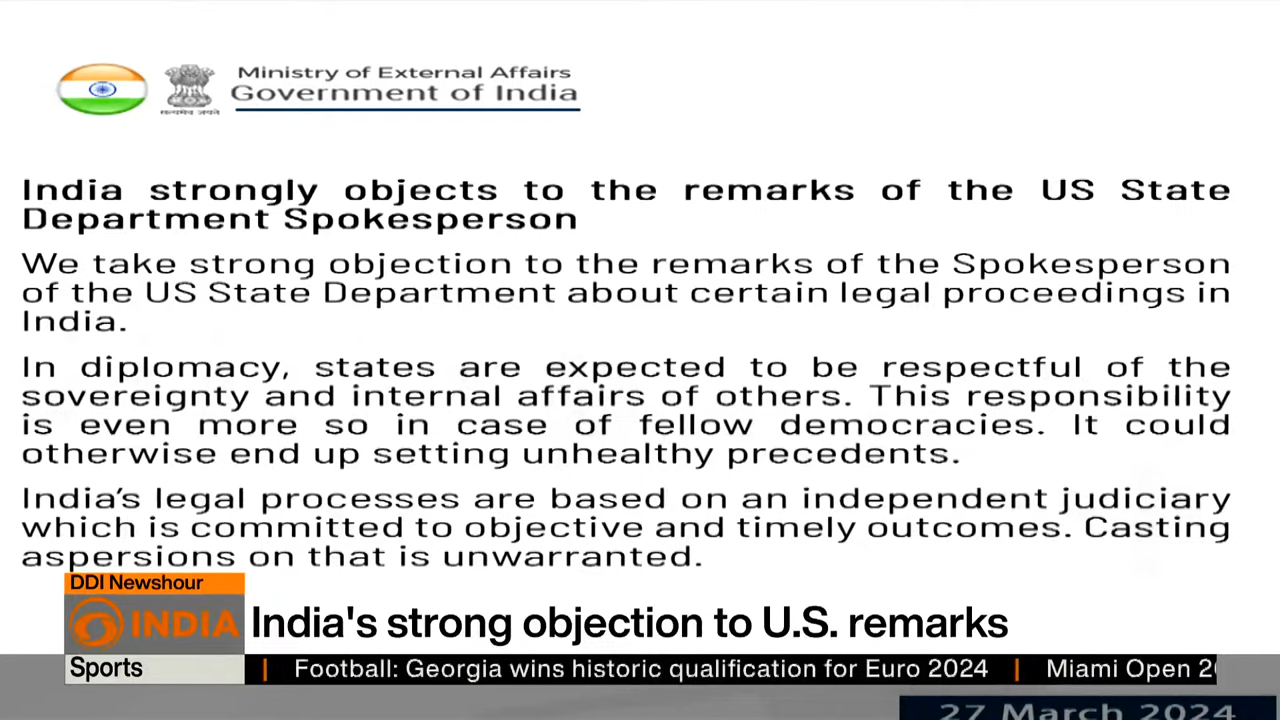 Ministry of External Affairs
Government of India
सत्यमेव जयते
India strongly objects to the remarks of the US State
Department Spokesperson
We take strong objection to the remarks of the Spokesperson
of the US State Department about certain legal proceedings in
India.
In diplomacy, states are expected to be respectful of the
sovereignty and internal affairs of others. This responsibility
is even more so in case of fellow democracies. It could
otherwise end up setting unhealthy precedents.
India's legal processes are based on an independent judiciary
which is committed to objective and timely outcomes. Casting
aspersions on that is unwarranted.
DDI Newshour
INDIA
India's strong objection to U.S. remarks
Sports
| Football: Georgia wins historic qualification for Euro 2024 | Miami Open
27 March 2024